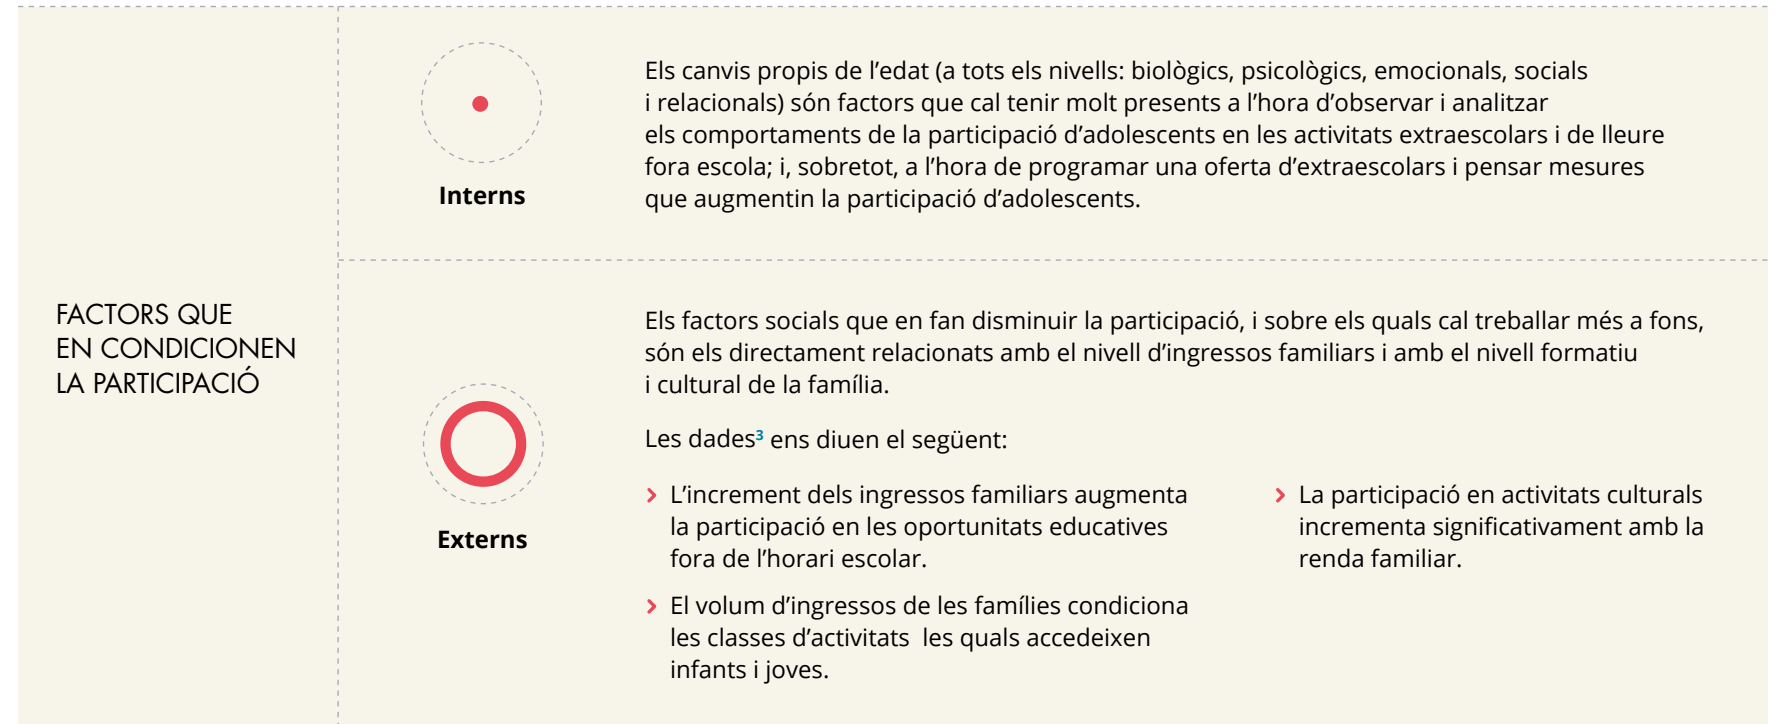 FACTORS QUE
EN CONDICIONEN
LA PARTICIPACIÓ
Interns
Els canvis propis de l’edat (a tots els nivells: biològics, psicològics, emocionals, socials
i relacionals) són factors que cal tenir molt presents a l’hora d’observar i analitzar
els comportaments de la participació d’adolescents en les activitats extraescolars i de lleure
fora escola; i, sobretot, a l’hora de programar una oferta d’extraescolars i pensar mesures
que augmentin la participació d’adolescents.
Externs
Els factors socials que en fan disminuir la participació, i sobre els quals cal treballar més a fons,
són els directament relacionats amb el nivell d’ingressos familiars i amb el nivell formatiu
i cultural de la família.
Les dades³ ens diuen el següent:
› L’increment dels ingressos familiars augmenta
la participació en les oportunitats educatives
fora de l’horari escolar.
› El volum d’ingressos de les famílies condiciona
les classes d’activitats  les quals accedeixen
infants i joves.
› La participació en activitats culturals
incrementa significativament amb la
renda familiar.